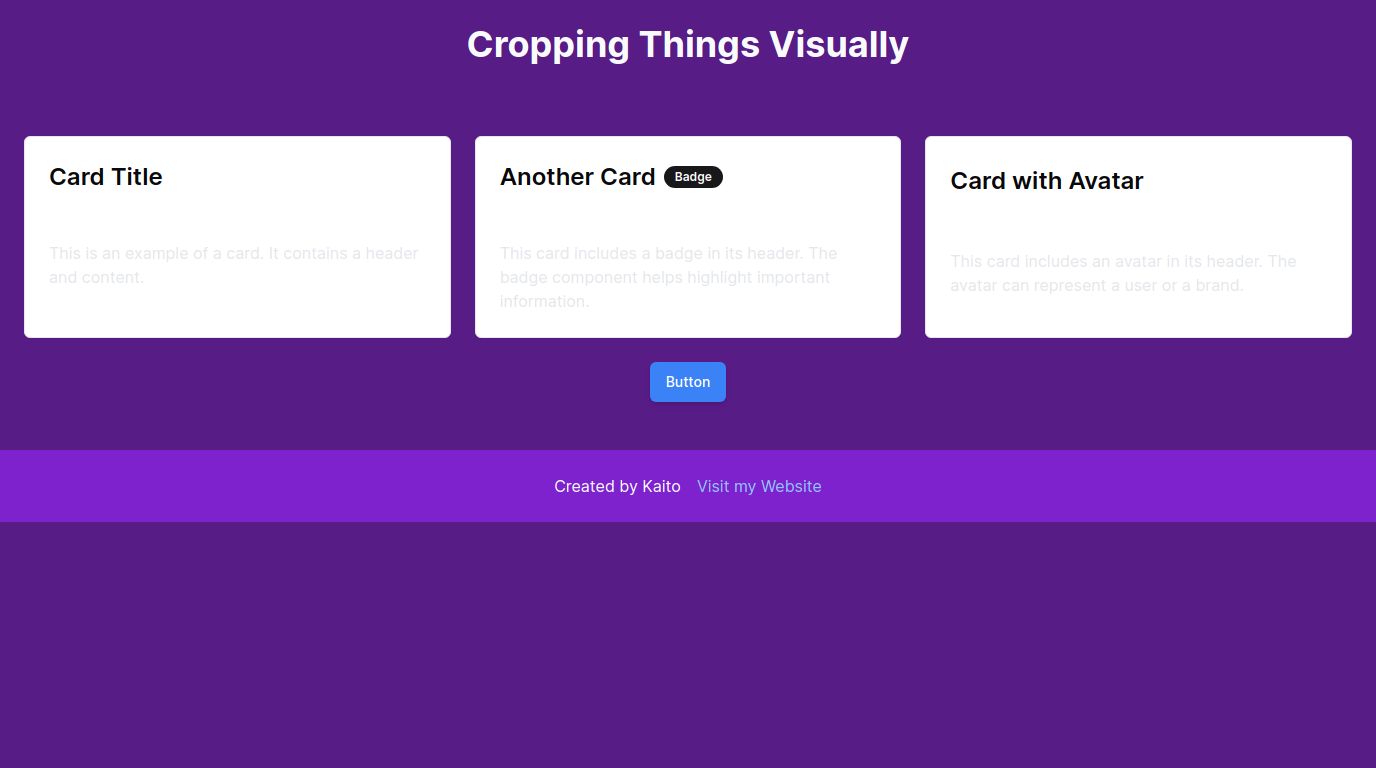 Cropping Things Visually
Card Title
This is an example of a card. It contains a header
and content.
Another Card Badge
This card includes a badge in its header. The
badge component helps highlight important
information.
Card with Avatar
This card includes an avatar in its header. The
avatar can represent a user or a brand.
Button
Created by Kaito Visit my Website